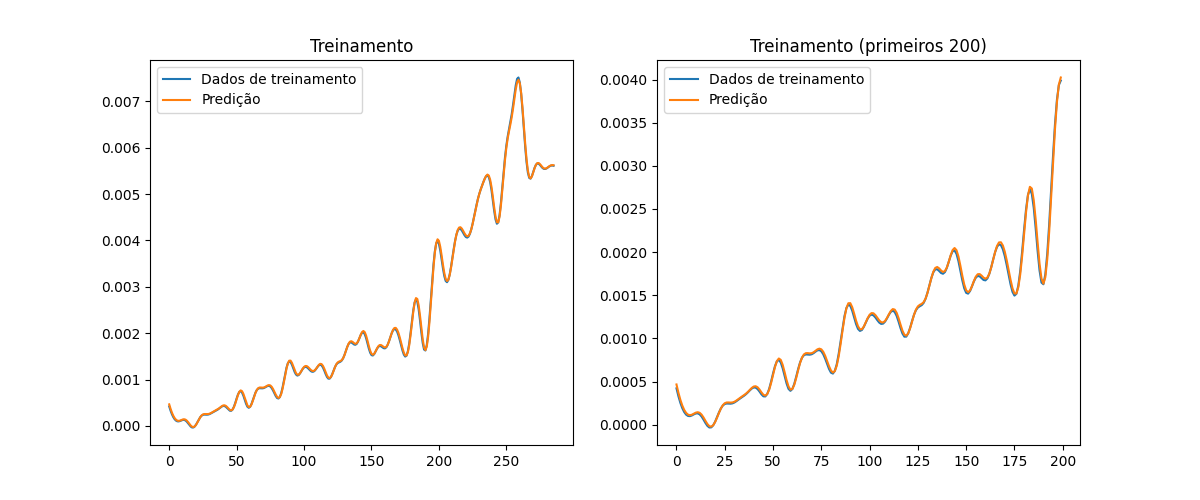 Treinamento
Dados de treinamento
Predição
0.007
0.006
0.005
0.004
0.003
0.002
0.001
0.000
0 50 100 150 200 250
Treinamento (primeiros 200)
Dados de treinamento
Predição
0.0040
0.0035
0.0030
0.0025
0.0020
0.0015
0.0010
0.0005
0.0000
0 25 50 75 100 125 150 175 200